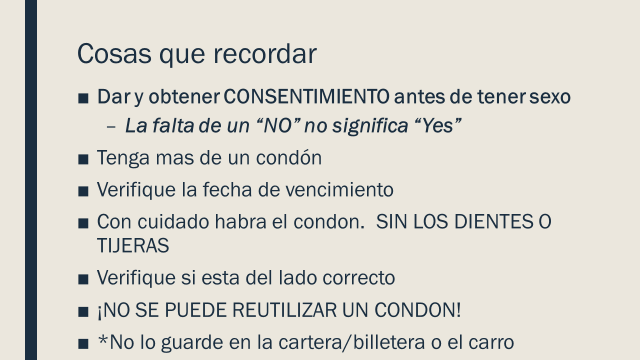 Cosas que recordar
■ Dar y obtener CONSENTIMIENTO antes de tener sexo
– La falta de un “NO” no significa “Yes”
■ Tenga mas de un condón
■ Verifique la fecha de vencimiento
■ Con cuidado habra el condon. SIN LOS DIENTES O
TIJERAS
■ Verifique si esta del lado correcto
■ ¡NO SE PUEDE REUTILIZAR UN CONDON!
■ *No lo guarde en la cartera/billetera o el carro